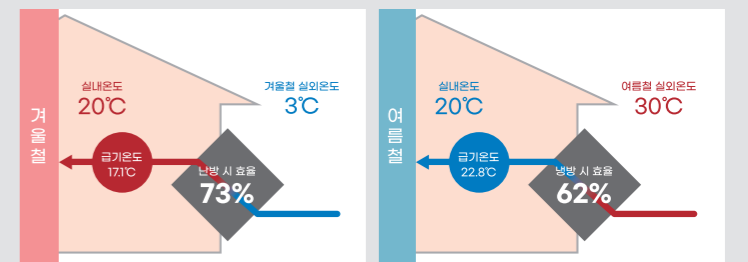 겨울철
실내온도
20℃
겨울철 실외온도
3℃
급기온도
17.1℃
난방 시 효율
73%
여름철
실내온도
20℃
여름철 실외온도
30℃
급기온도
22.8℃
냉방 시 효율
62%